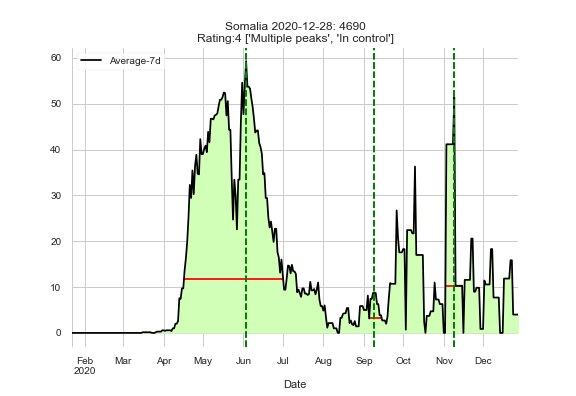 Somalia 2020-12-28: 4690
Rating:4 ['Multiple peaks', 'In control']
Average-7d
60
50
40
30
20
10
0
Feb Mar Apr May Jun Jul Aug Sep Oct Nov Dec
2020
Date